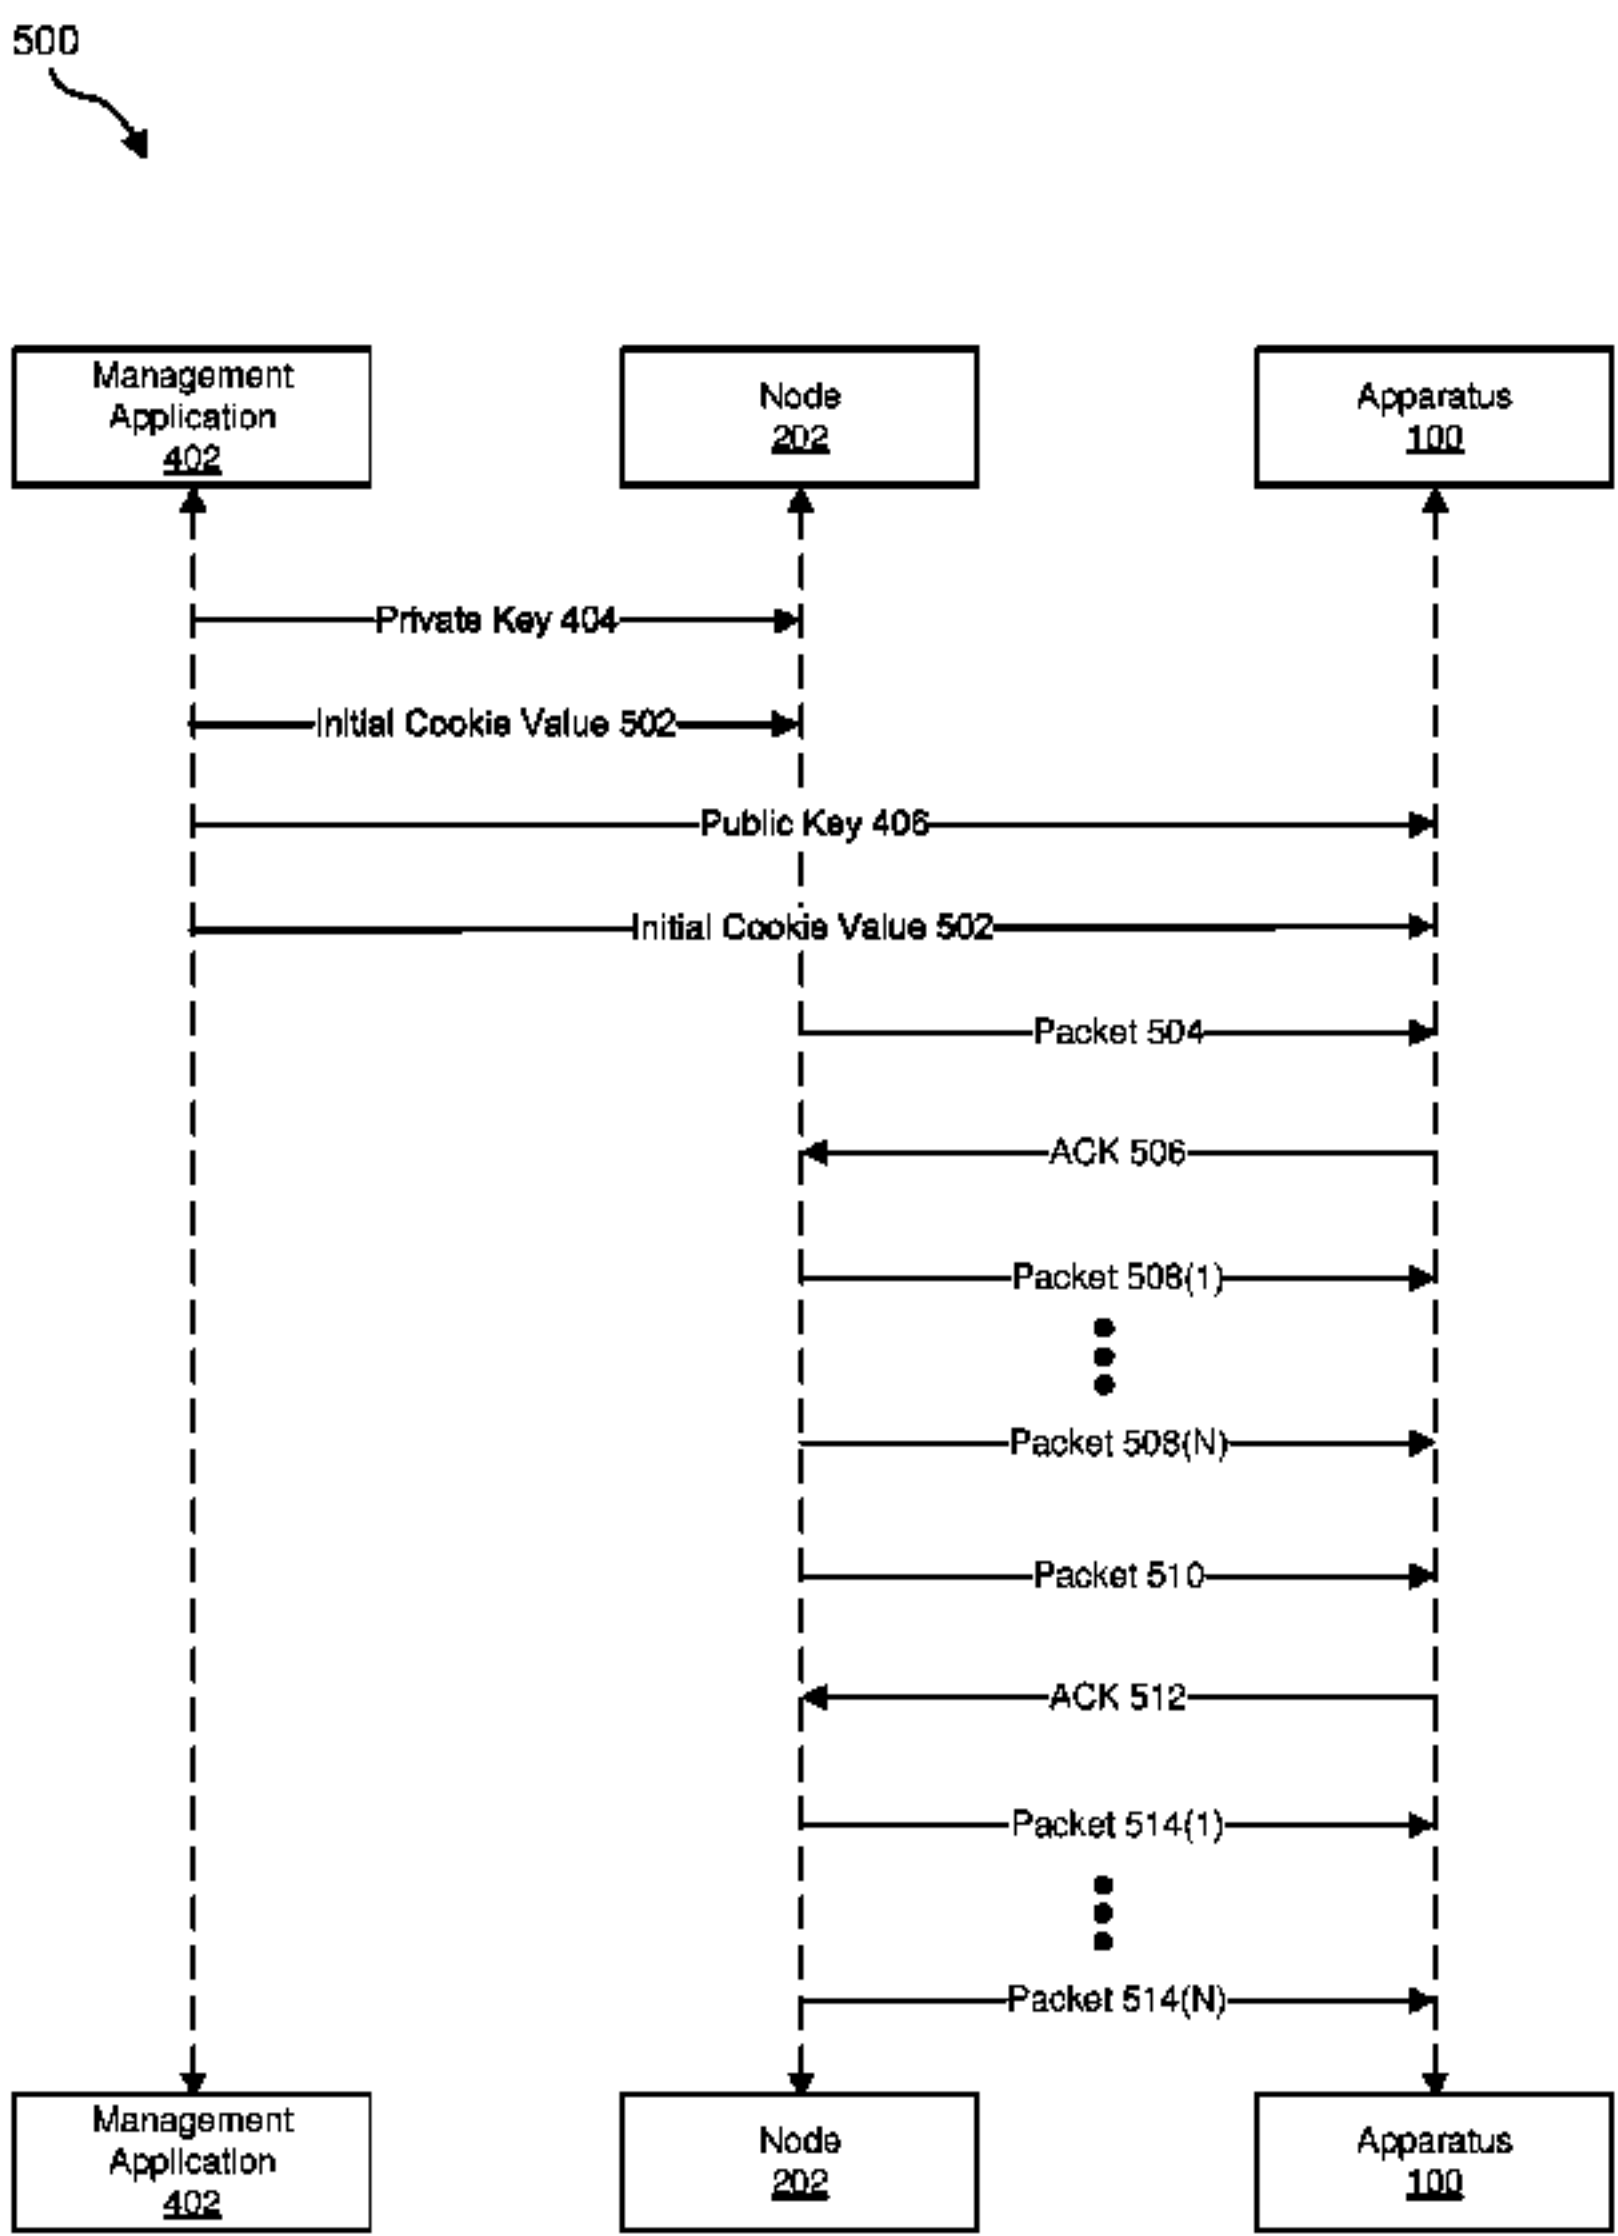 500
Management
Application
402
Node
202
Apparatus
100
Private Key 404
Initial Cookie Value 502
Public Key 406
Initial Cookie Value 502
Packet 504
ACK 506
Packet 508(1)
Packet 508(N)
Packet 510
ACK 512
Packet 514(1)
Packet 514(N)
Management
Application
402
Node
202
Apparatus
100